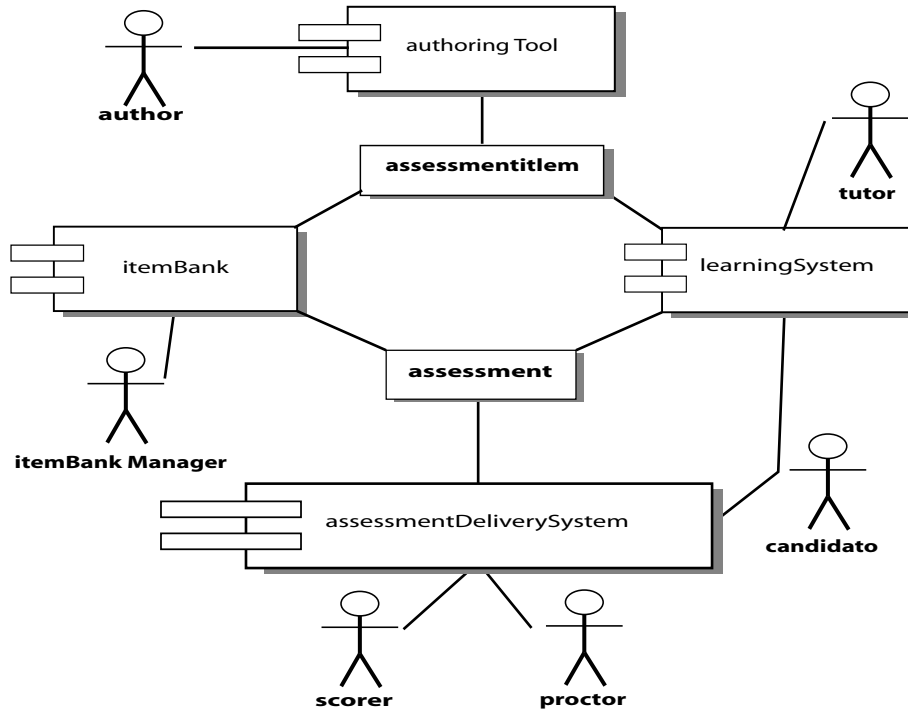 authoring Tool
author
assessmentitlem
tutor
itemBank
learningSystem
assessment
itemBank Manager
assessmentDeliverySystem
candidato
scorer
proctor